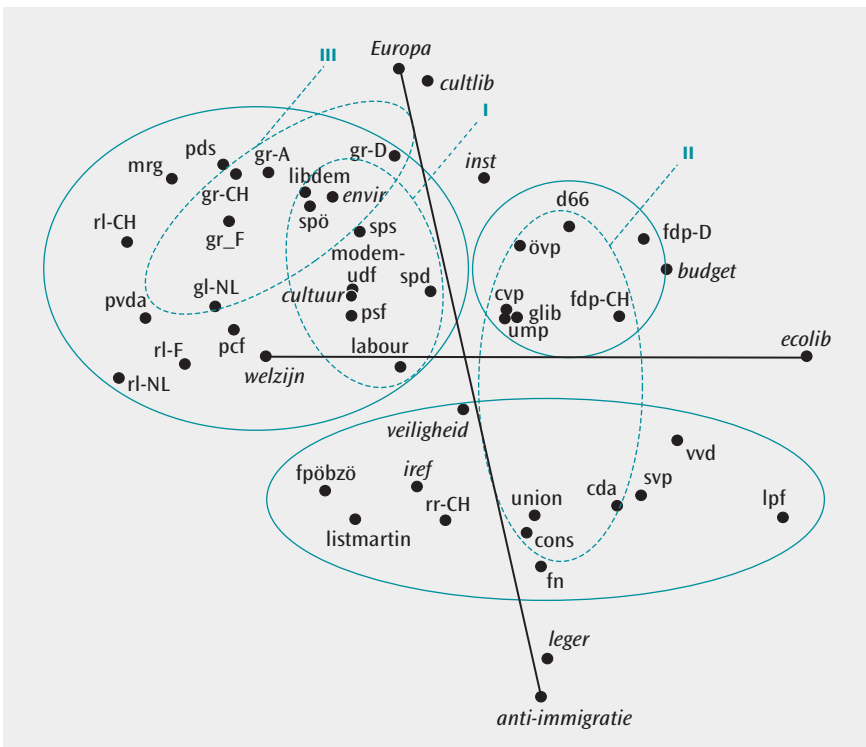 Europa
III
cultlib
I
pds
gr-A
gr-D
inst
II
mrg
libdem
envir
gr-CH
spö
d66
rl-CH
gr_F
sps
övp
fdp-D
modem-
udf
spd
budget
gl-NL
cultuur
cvp
fdp-CH
pvda
psf
glib
ump
rl-F
pcf
labour
ecolib
rl-NL
welzijn
veiligheid
vvd
fpöbzö
iref
rr-CH
union
cda
svp
lpf
listmartin
cons
fn
leger
anti-immigratie